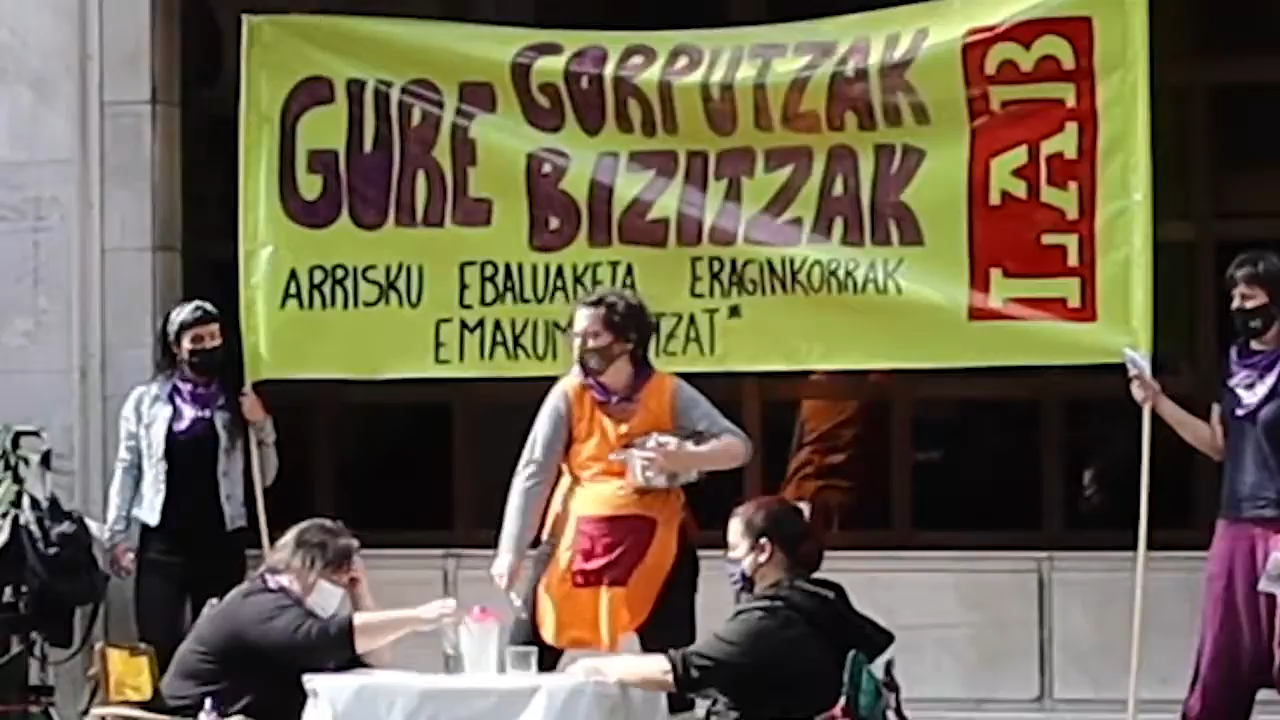 GURE GORPUTZAK
BIZITZAK
ARRISKU EBALUAKETA ERAGINKORRAK
LAB